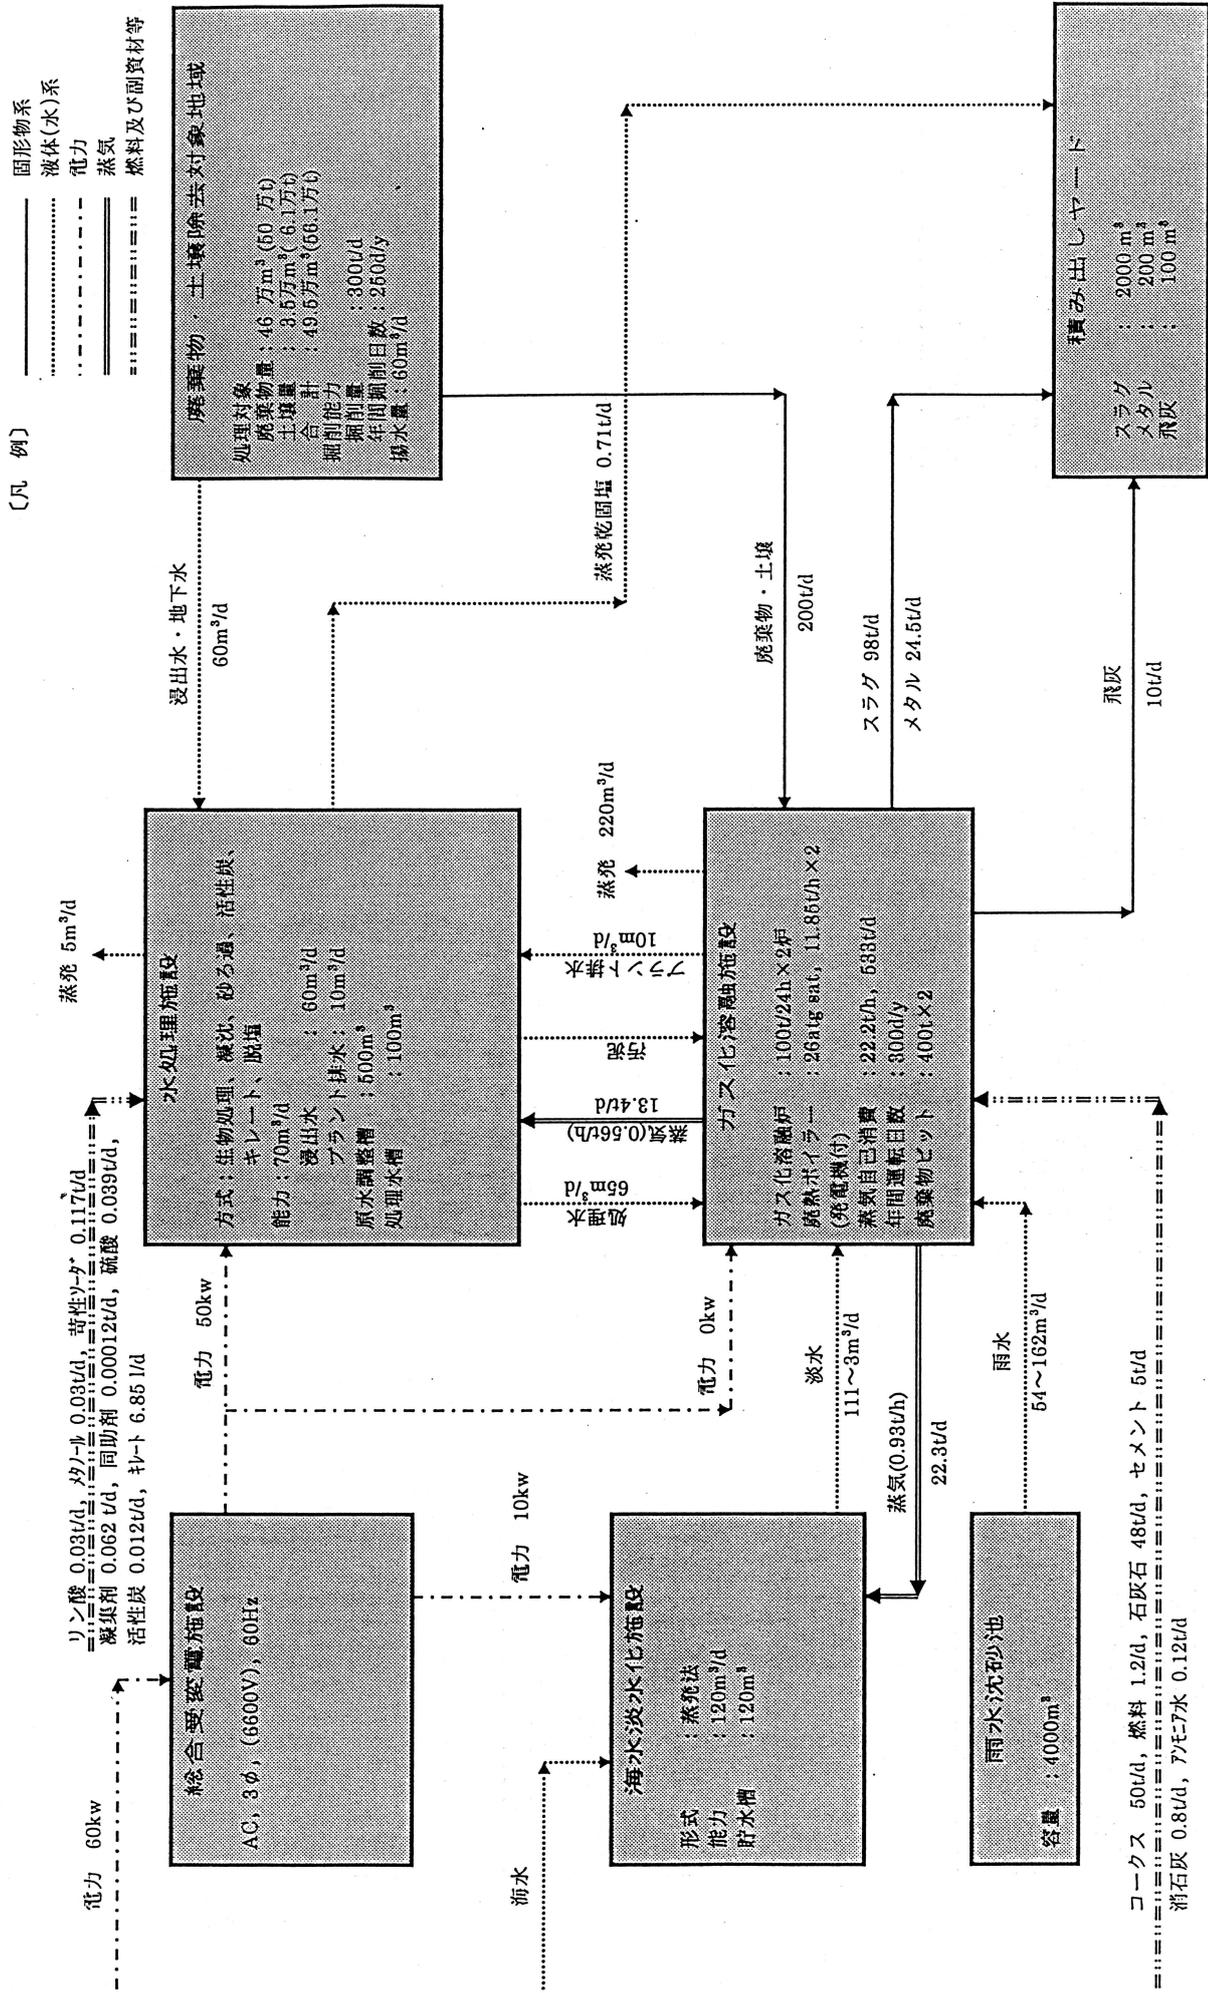 〔凡 例〕
固形物系
液体(水)系
電力
蒸気
燃料及び副資材等
電力 60kw
総合受変電施設
AC, 3φ, (6600V), 60Hz
電力 50kw
電力 0kw
電力 10kw
海水
海水淡水化施設
形式 :蒸発法
能力 :120m³/d
貯水槽 :120m³
淡水
111～3m³/d
蒸気(0.93t/h)
22.3t/d
雨水沈砂池
容量 :4000m³
雨水
54～162m³/d
コークス 50t/d, 燃料 1.2/d, 石灰石 48t/d, セメント 5t/d
消石灰 0.8t/d, アンモニア水 0.12t/d
リン酸 0.03t/d, メタノール 0.03t/d, 苛性ソーダ 0.117t/d
凝集剤 0.062 t/d, 同助剤 0.00012t/d, 硫酸 0.039t/d,
活性炭 0.012t/d, キレート 6.85 l/d
蒸発 5m³/d
水処理施設
方式:生物処理、凝沈、砂ろ過、活性炭、
キレート、脱塩
能力:70m³/d
浸出水 : 60m³/d
プラント排水: 10m³/d
原水調整槽 :500m³
処理水槽 :100m³
処理水
65m³/d
蒸気(0.56t/h)
13.4t/d
汚泥
プラント排水
10m³/d
蒸発 220m³/d
ガス化溶融施設
ガス化溶融炉 :100t/24h×2炉
廃熱ボイラー :26atg sat, 11.85t/h×2
(発電機付)
蒸気自己消費 :22.2t/h, 533t/d
年間運転日数 :300d/y
廃棄物ピット :400t×2
浸出水・地下水
60m³/d
蒸発乾固塩 0.71t/d
廃棄物・土壌
200t/d
スラグ 98t/d
メタル 24.5t/d
飛灰
10t/d
廃棄物・土壌除去対象地域
処理対象
廃棄物量:46 万m³(50 万t)
土壌量 : 3.5万m³( 6.1万t)
合 計 :49.5万m³(56.1万t)
掘削能力
掘削量 :300t/d
年間掘削日数:250d/y
揚水量:60m³/d
積み出しヤード
スラグ : 2000 m³
メタル : 200 m³
飛灰 : 100 m³